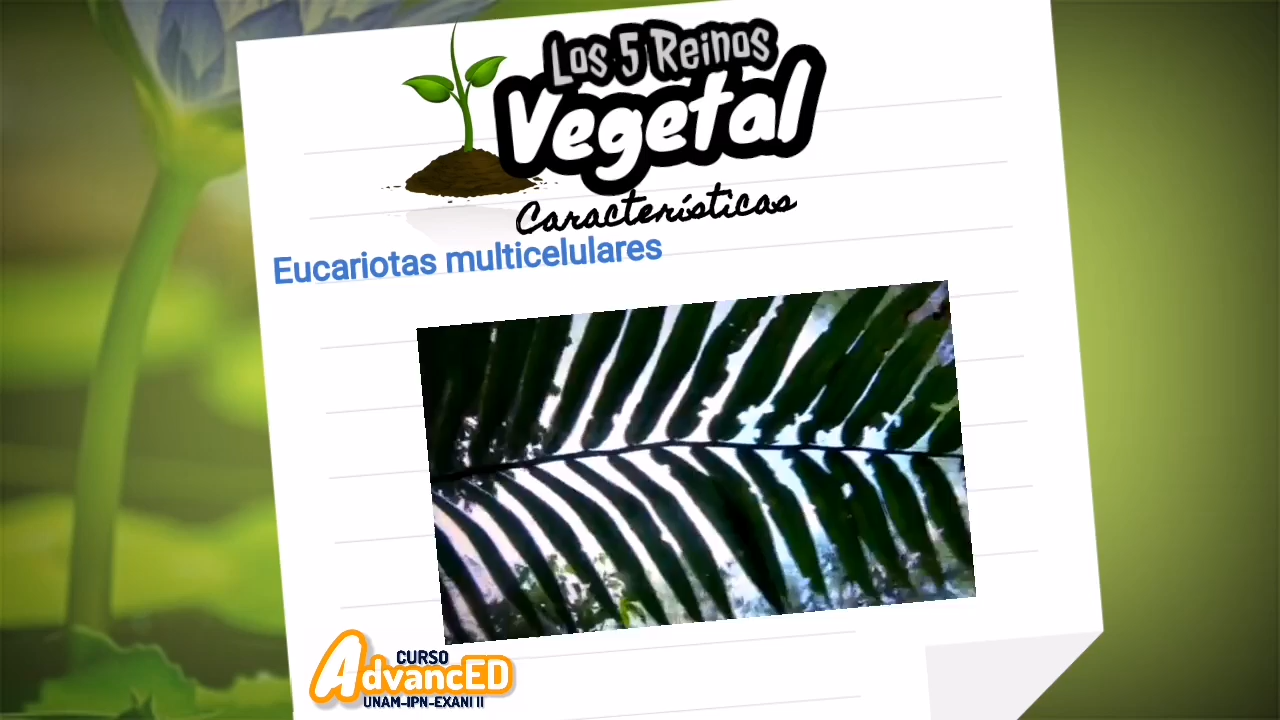 Los 5 Reinos
Vegetal
Características
Eucariotas multicelulares
CURSO
AdvancED
UNAM-IPN-EXANI II